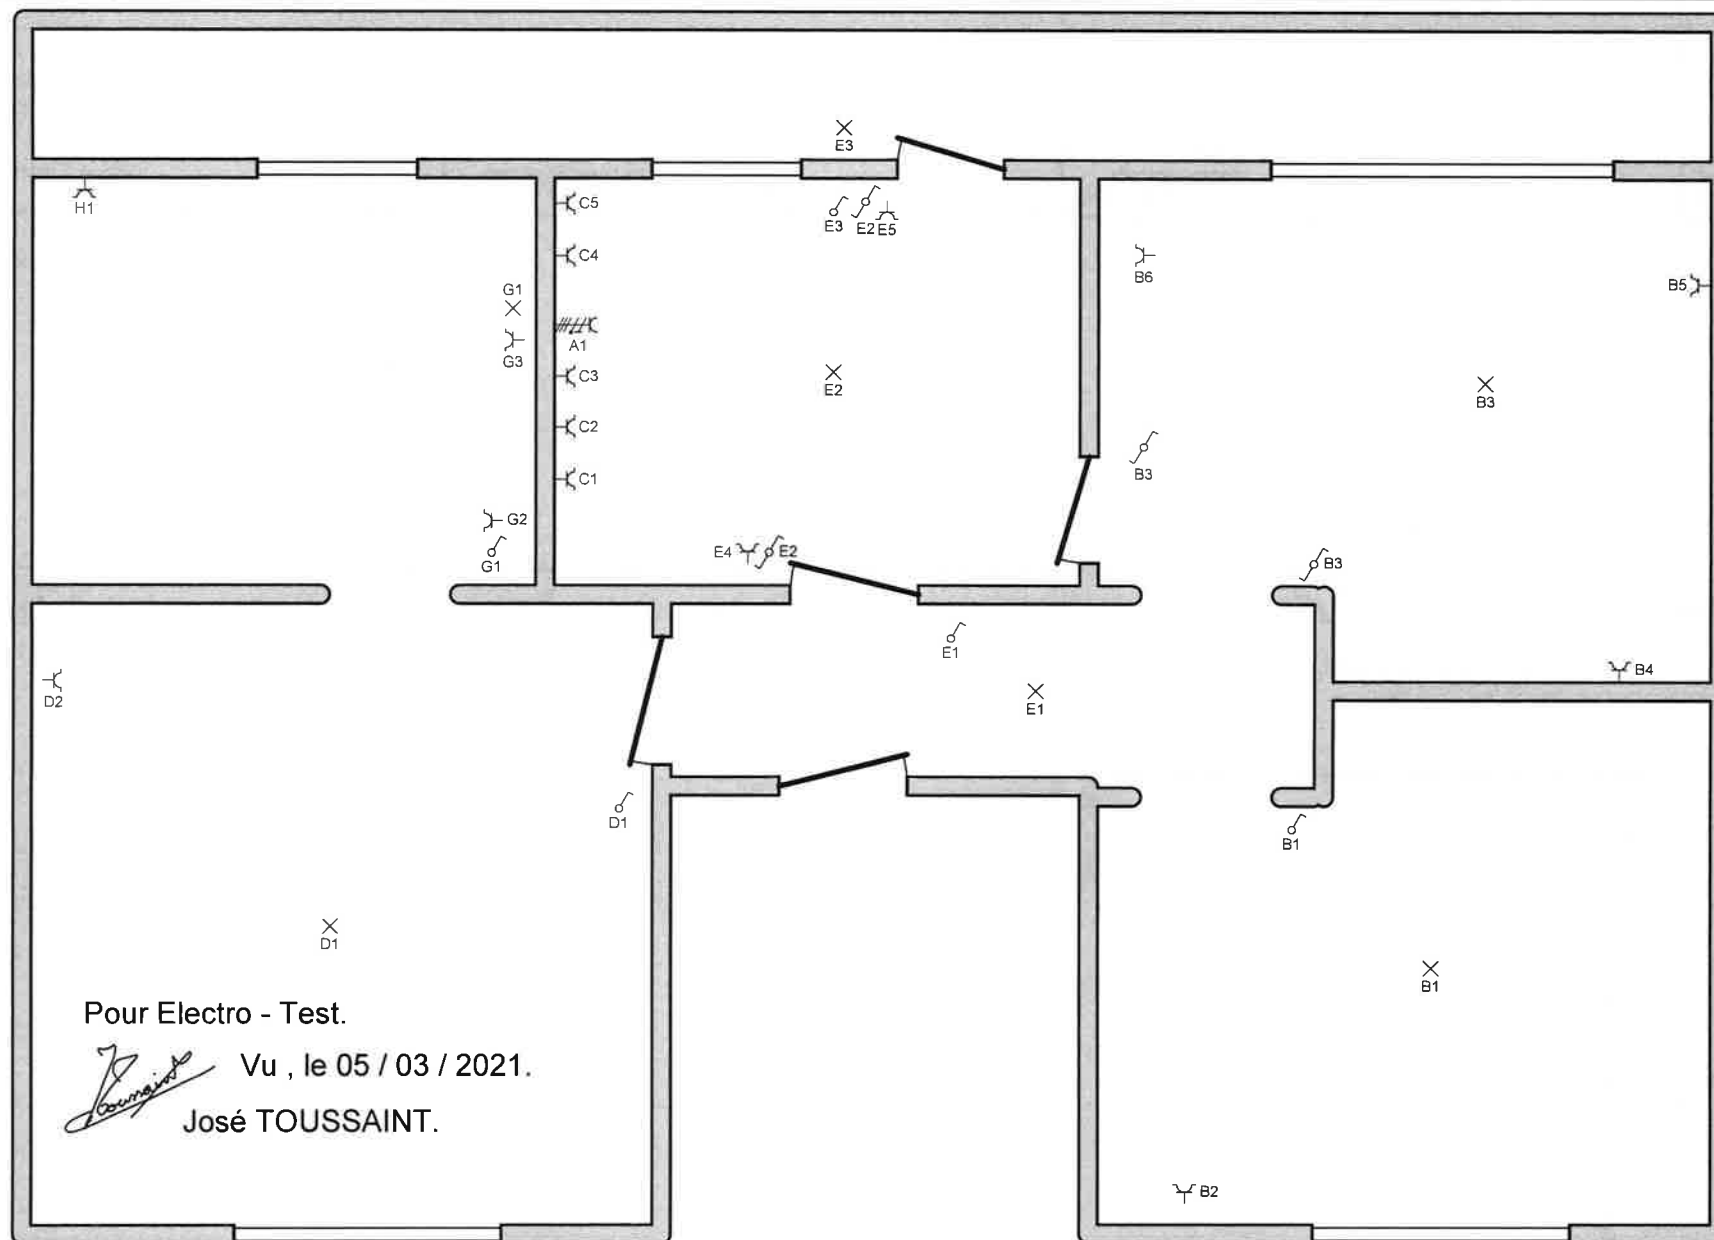 E3
H1
C5
E3 E2 E5
C4
B6
B5
G1
A1
G3
C3
E2
B3
C2
B3
C1
G2
E4 E2
G1
B3
E1
B4
D2
E1
D1
B1
D1
B1
Pour Electro - Test.
Toussaint
Vu , le 05 / 03 / 2021.
José TOUSSAINT.
B2